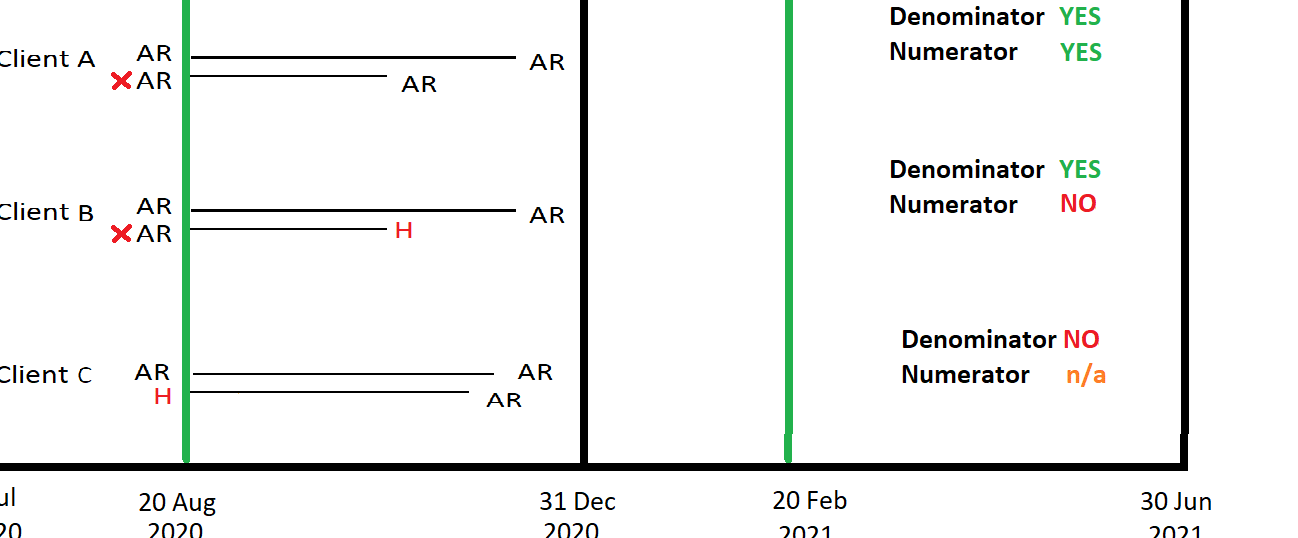 Denominator YES
Numerator YES
Client A AR AR
AR AR
Denominator YES
Numerator NO
Client B AR AR
AR H
Denominator NO
Numerator n/a
Client C AR AR
H AR
20 Aug 31 Dec 20 Feb 30 Jun
20 2020 2020 2021 2021